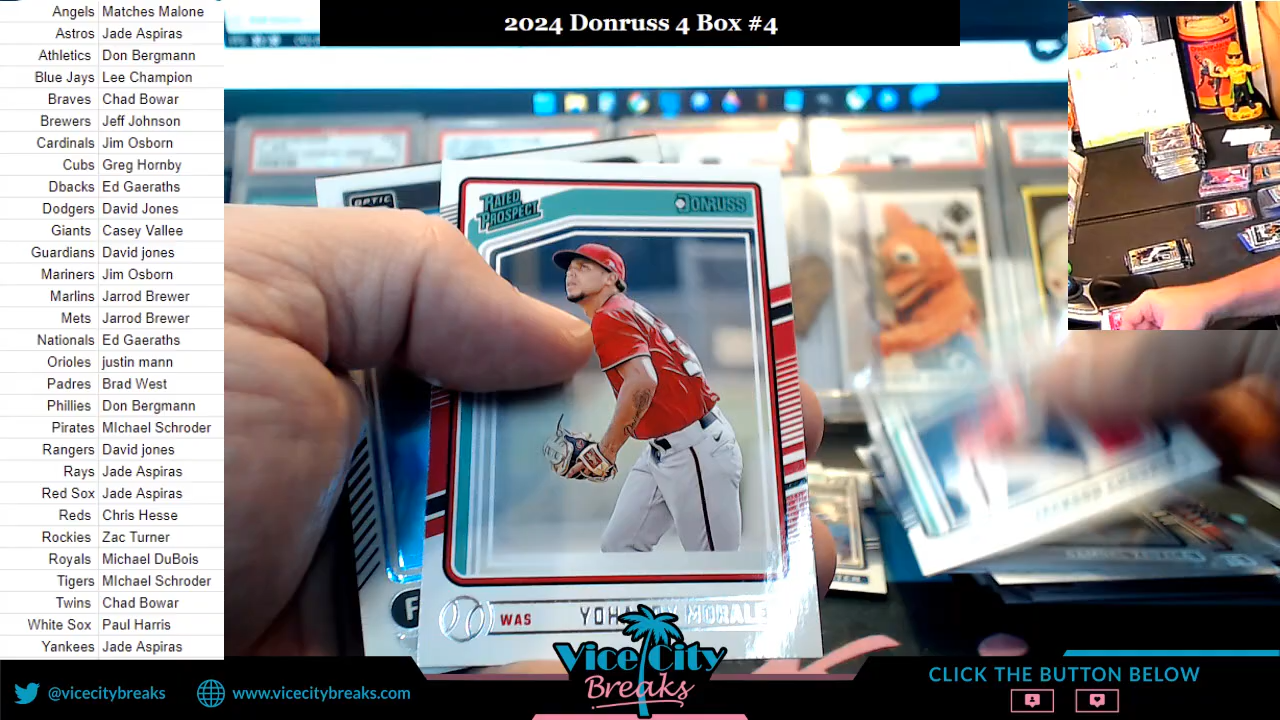 2024 Donruss 4 Box #4
Angels Matches Malone
Astros Jade Aspiras
Athletics Don Bergmann
Blue Jays Lee Champion
Braves Chad Bowar
Brewers Jeff Johnson
Cardinals Jim Osborn
Cubs Greg Hornby
Dbacks Ed Gaeraths
Dodgers David Jones
Giants Casey Vallee
Guardians David jones
Mariners Jim Osborn
Marlins Jarrod Brewer
Mets Jarrod Brewer
Nationals Ed Gaeraths
Orioles justin mann
Padres Brad West
Phillies Don Bergmann
Pirates MIchael Schroder
Rangers David jones
Rays Jade Aspiras
Red Sox Jade Aspiras
Reds Chris Hesse
Rockies Zac Turner
Royals Michael DuBois
Tigers MIchael Schroder
Twins Chad Bowar
White Sox Paul Harris
Yankees Jade Aspiras
OPTIC
RATED PROSPECT
DONRUSS
WAS
Vice City
Breaks
@vicecitybreaks
www.vicecitybreaks.com
CLICK THE BUTTON BELOW